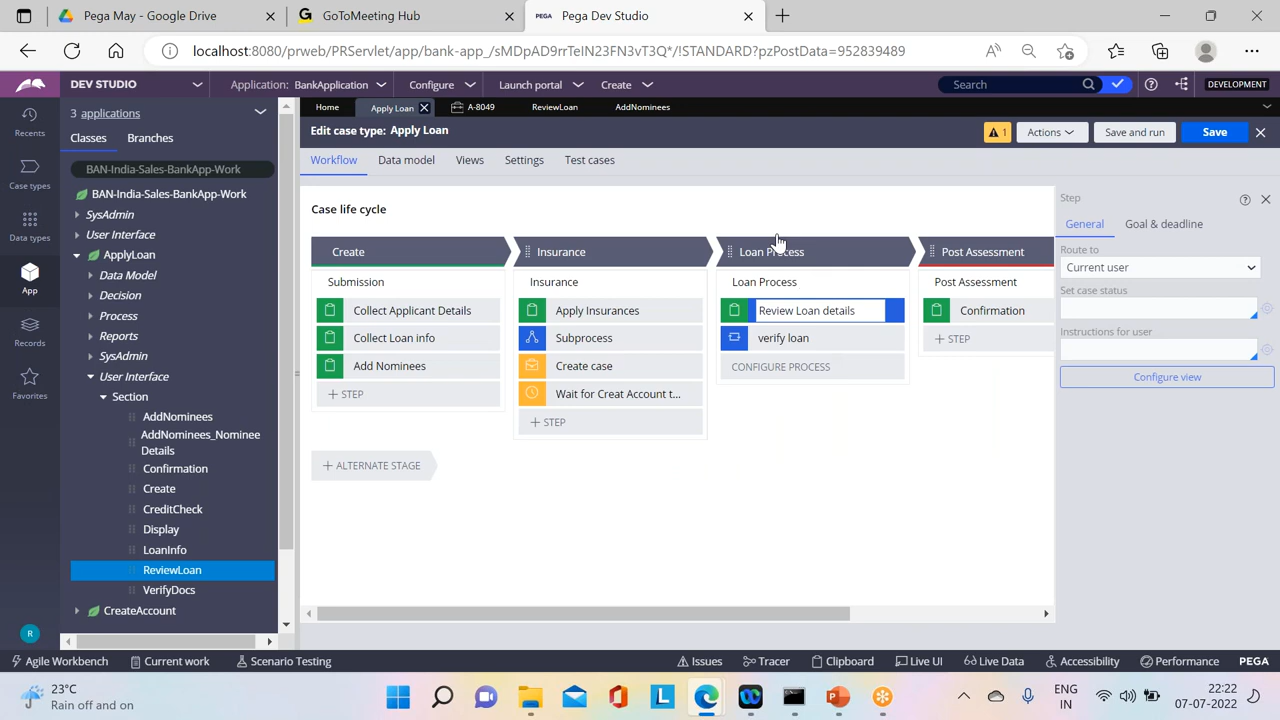 Pega May - Google Drive
GoToMeeting Hub
PEGA Pega Dev Studio
localhost:8080/prweb/PRServlet/app/bank-app_/sMDpAD9rrTeIN23FN3vT3Q*/!STANDARD?pzPostData=952839489
DEV STUDIO
Application: BankApplication
Configure
Launch portal
Create
Search
DEVELOPMENT
Home
Apply Loan
A-8049
ReviewLoan
AddNominees
3 applications
Classes
Branches
BAN-India-Sales-BankApp-Work
BAN-India-Sales-BankApp-Work
SysAdmin
User Interface
ApplyLoan
Data Model
Decision
Process
Reports
SysAdmin
User Interface
Section
AddNominees
AddNominees_Nominee
Details
Confirmation
Create
CreditCheck
Display
LoanInfo
ReviewLoan
VerifyDocs
CreateAccount
Recents
Case types
Data types
App
Records
Favorites
R
Edit case type: Apply Loan
1
Actions
Save and run
Save
Workflow
Data model
Views
Settings
Test cases
Case life cycle
Create
Insurance
Loan Process
Post Assessment
Submission
Collect Applicant Details
Collect Loan info
Add Nominees
+ STEP
Insurance
Apply Insurances
Subprocess
Create case
Wait for Creat Account t...
+ STEP
Loan Process
Review Loan details
verify loan
CONFIGURE PROCESS
Post Assessment
Confirmation
+ STEP
+ ALTERNATE STAGE
Step
General
Goal & deadline
Route to
Current user
Set case status
Instructions for user
Configure view
Agile Workbench
Current work
Scenario Testing
Issues
Tracer
Clipboard
Live UI
Live Data
Accessibility
Performance
PEGA
23°C
Rain off and on
L
ENG
IN
22:22
07-07-2022